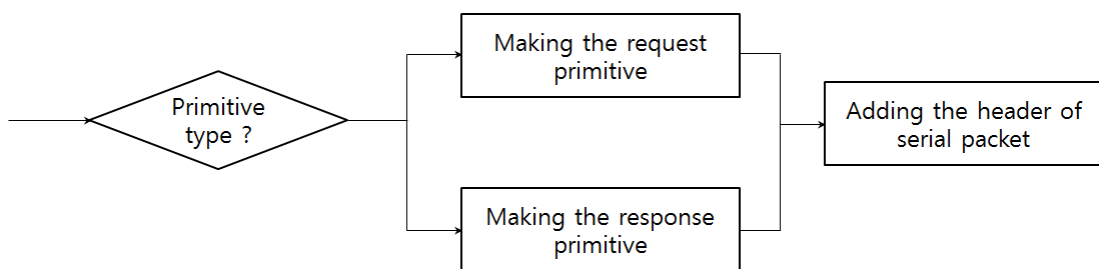 Primitive
type ?
Making the request
primitive
Making the response
primitive
Adding the header of
serial packet